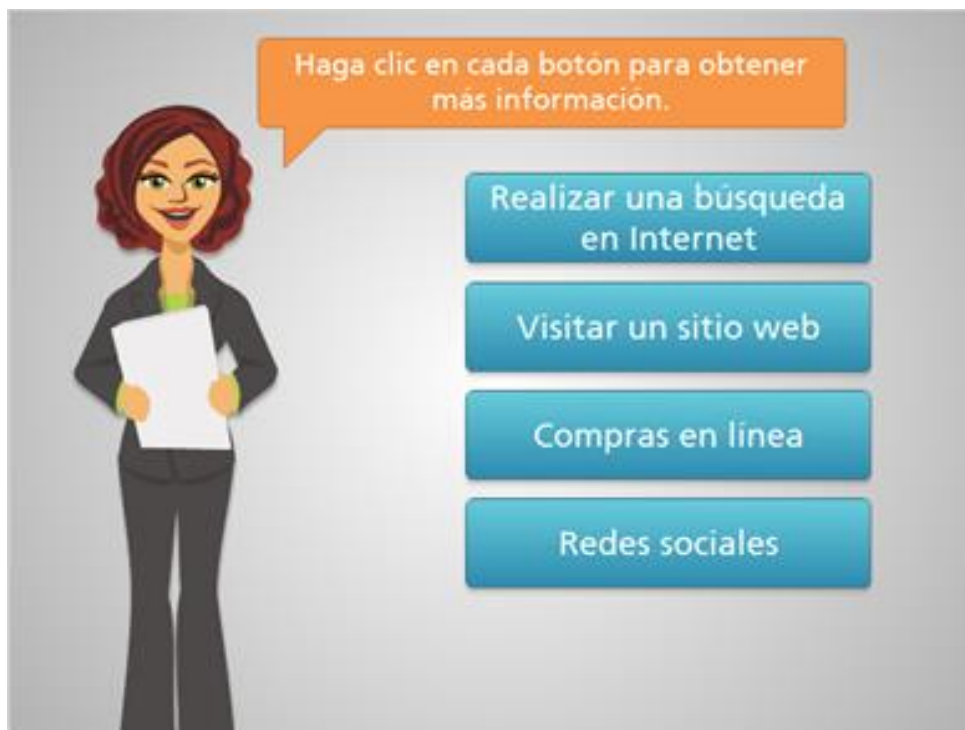 Haga clic en cada botón para obtener
más información.
Realizar una búsqueda
en Internet
Visitar un sitio web
Compras en línea
Redes sociales